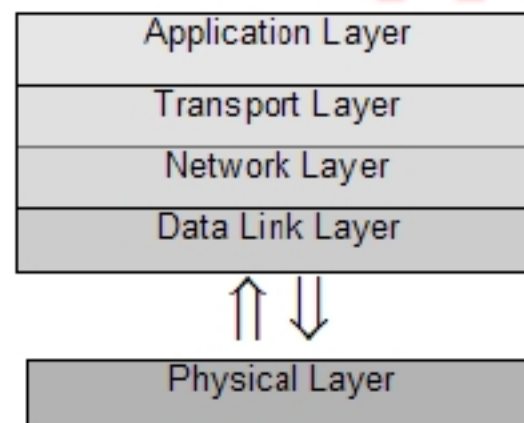 Application Layer
Transport Layer
Network Layer
Data Link Layer
Physical Layer